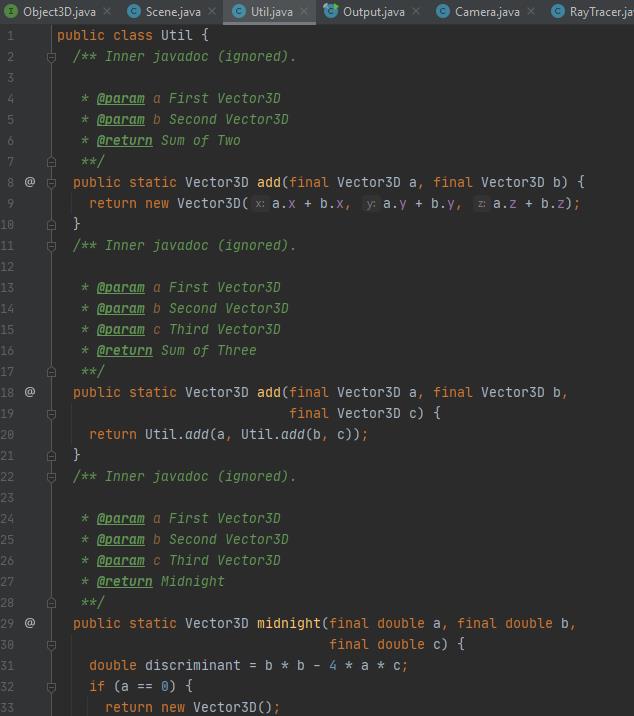 Object3D.java Scene.java Util.java Output.java Camera.java RayTracer.ja
1 public class Util {
2 /** Inner javadoc (ignored).
3
4 * @param a First Vector3D
5 * @param b Second Vector3D
6 * @return Sum of Two
7 **/
8 @ public static Vector3D add(final Vector3D a, final Vector3D b) {
9 return new Vector3D( x: a.x + b.x, y: a.y + b.y, z: a.z + b.z);
10 }
11 /** Inner javadoc (ignored).
12
13 * @param a First Vector3D
14 * @param b Second Vector3D
15 * @param c Third Vector3D
16 * @return Sum of Three
17 **/
18 @ public static Vector3D add(final Vector3D a, final Vector3D b,
19 final Vector3D c) {
20 return Util.add(a, Util.add(b, c));
21 }
22 /** Inner javadoc (ignored).
23
24 * @param a First Vector3D
25 * @param b Second Vector3D
26 * @param c Third Vector3D
27 * @return Midnight
28 **/
29 @ public static Vector3D midnight(final double a, final double b,
30 final double c) {
31 double discriminant = b * b - 4 * a * c;
32 if (a == 0) {
33 return new Vector3D();